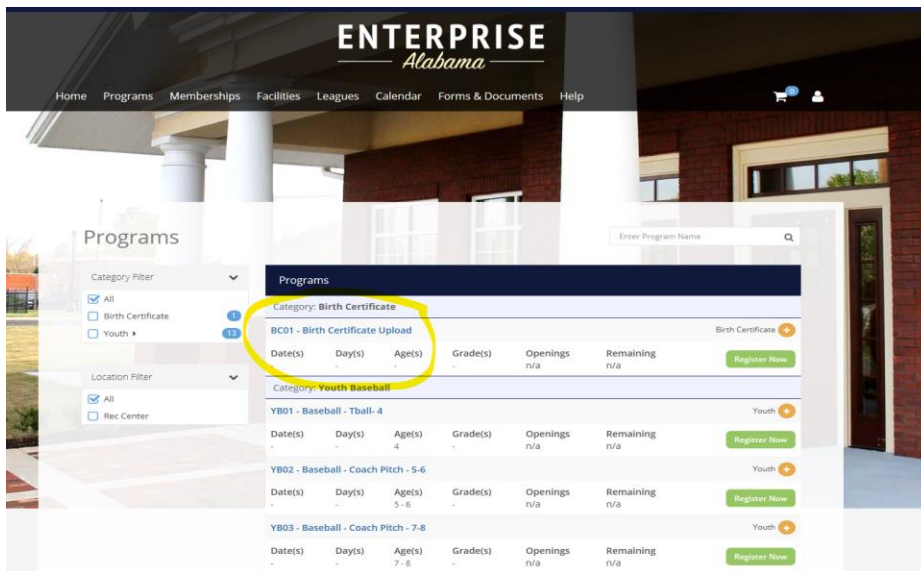 ENTERPRISE
Alabama
Home Programs Memberships Facilities Leagues Calendar Forms & Documents Help 0
Programs
Enter Program Name
Category Filter
All
Birth Certificate 1
Youth 13
Location Filter
All
Rec Center
Programs
Category: Birth Certificate
BC01 - Birth Certificate Upload Birth Certificate +
Date(s) Day(s) Age(s) Grade(s) Openings Remaining
- - - - n/a n/a
Register Now
Category: Youth Baseball
YB01 - Baseball - Tball- 4 Youth +
Date(s) Day(s) Age(s) Grade(s) Openings Remaining
- - 4 - n/a n/a
Register Now
YB02 - Baseball - Coach Pitch - 5-6 Youth +
Date(s) Day(s) Age(s) Grade(s) Openings Remaining
- - 5 - 6 - n/a n/a
Register Now
YB03 - Baseball - Coach Pitch - 7-8 Youth +
Date(s) Day(s) Age(s) Grade(s) Openings Remaining
- - 7 - 8 - n/a n/a
Register Now